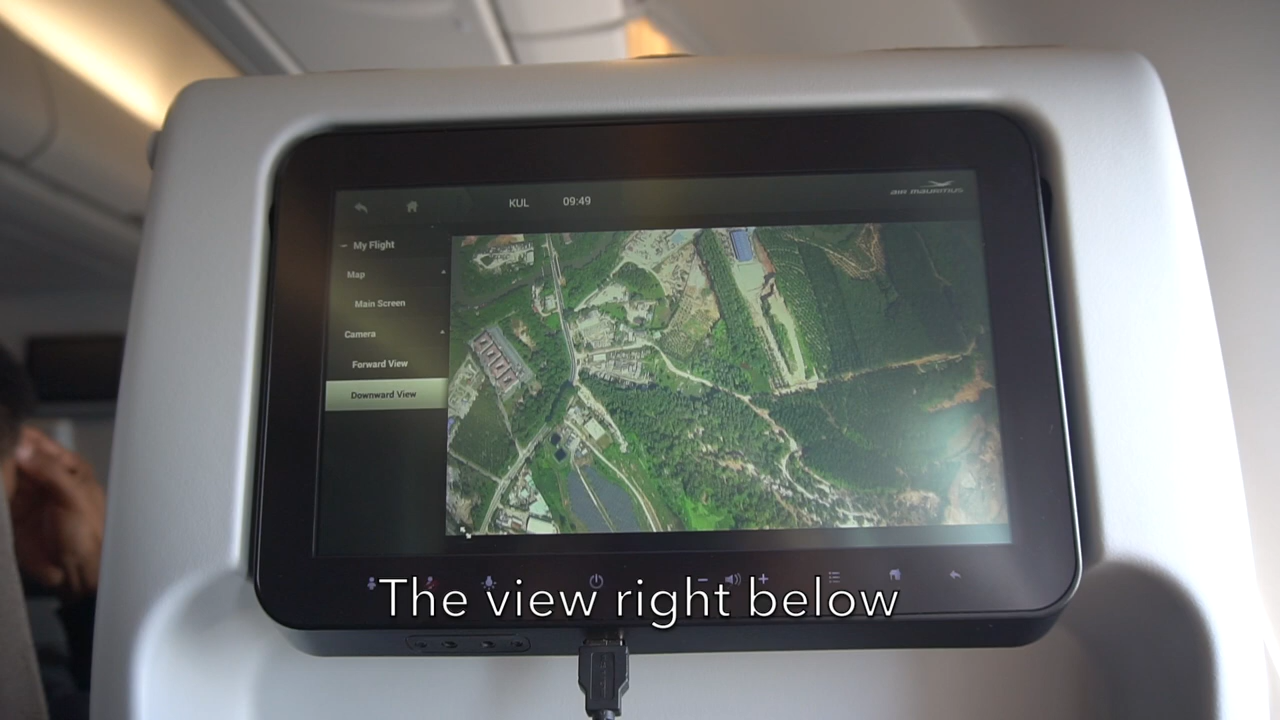 KUL 09:49
AIR MAURITIUS
My Flight
Map
Main Screen
Camera
Forward View
Downward View
The view right below